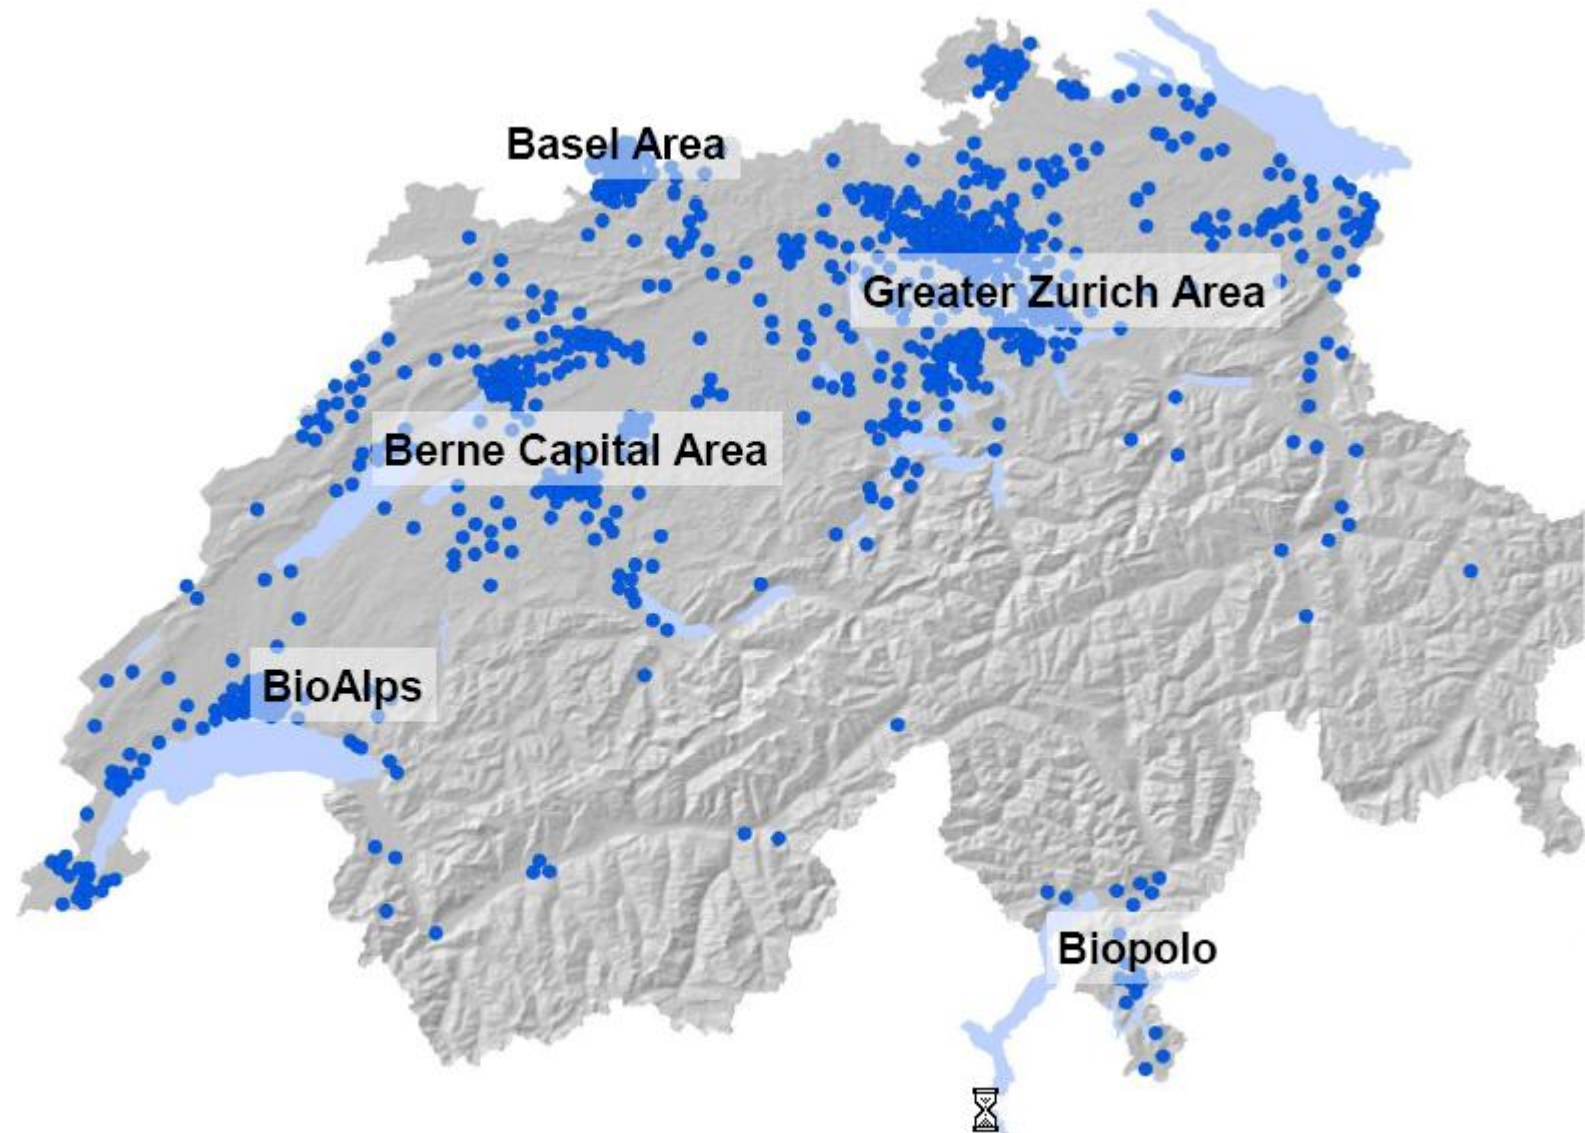 Basel Area
Greater Zurich Area
Berne Capital Area
BioAlps
Biopolo